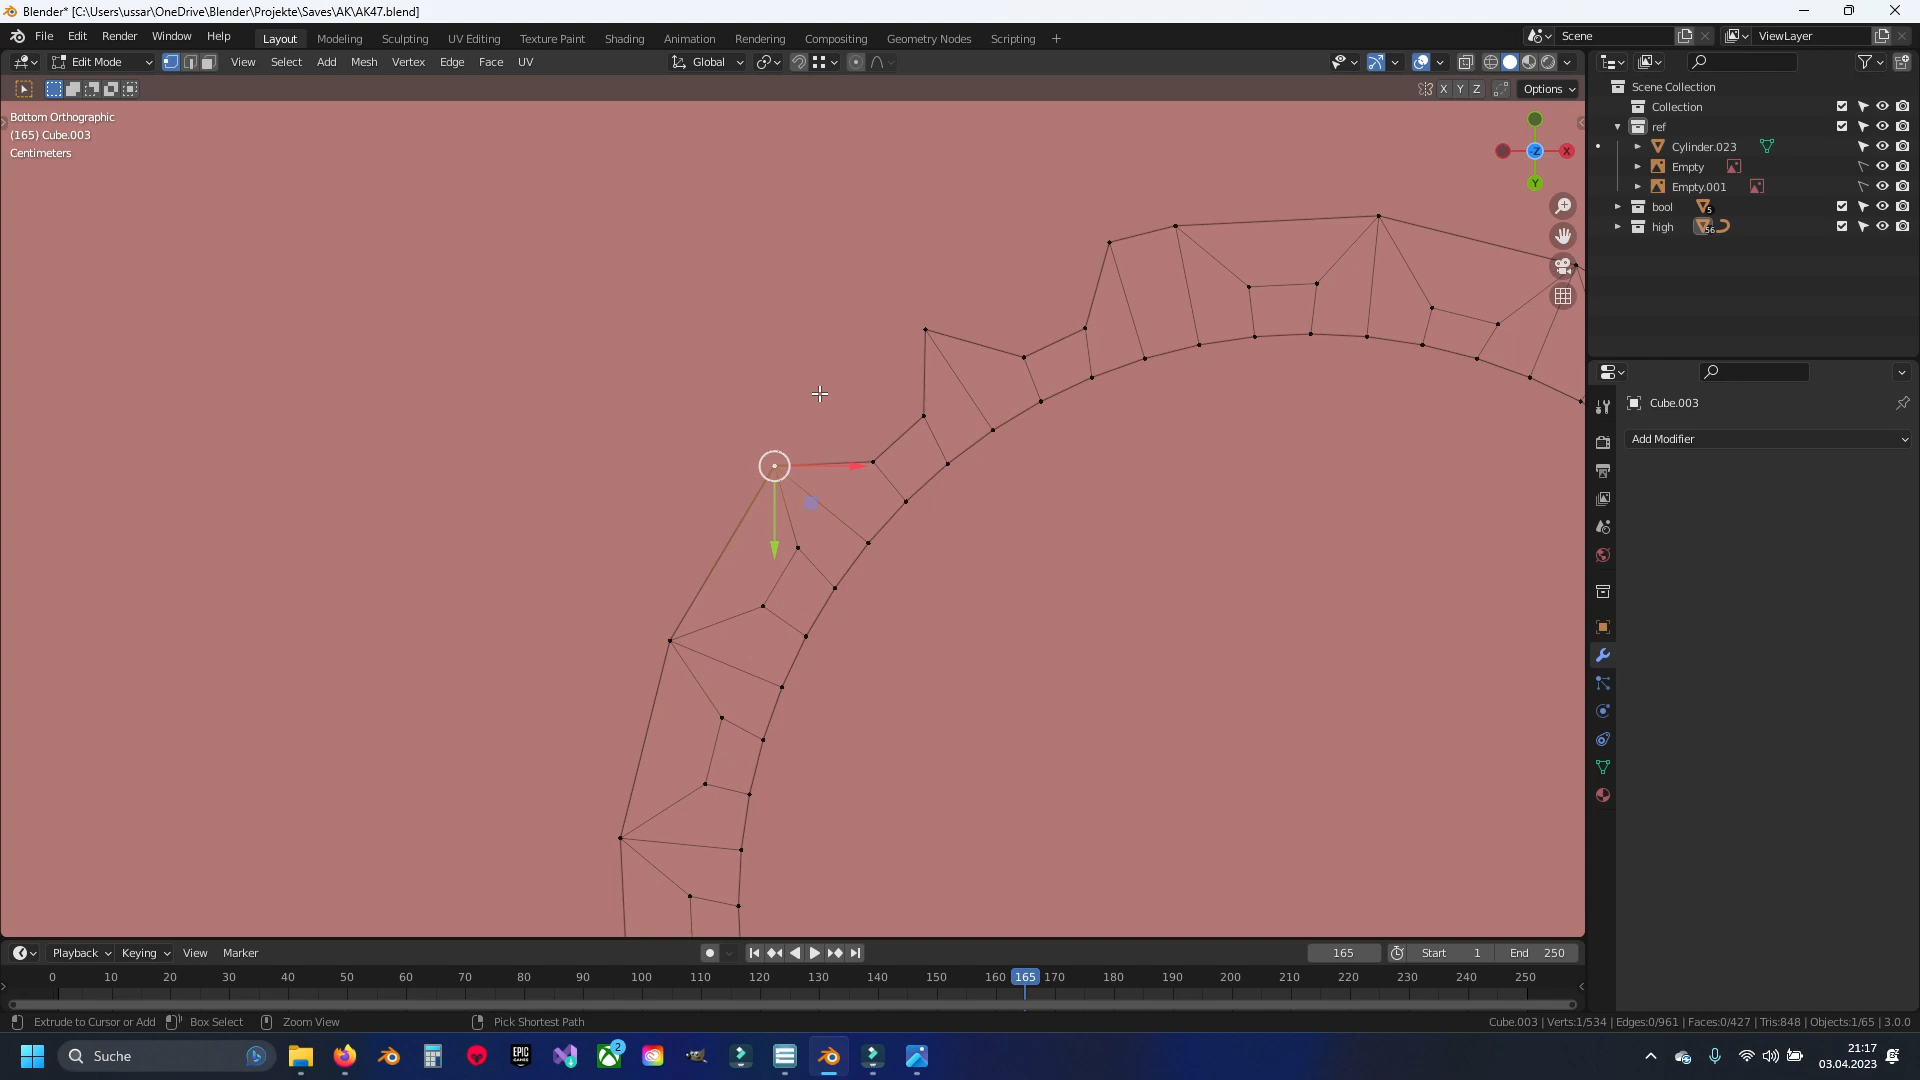 Blender* [C:\Users\ussar\OneDrive\Blender\Projekte\Saves\AK\AK47.blend]
File Edit Render Window Help Layout Modeling Sculpting UV Editing Texture Paint Shading Animation Rendering Compositing Geometry Nodes Scripting + Scene ViewLayer
Edit Mode View Select Add Mesh Vertex Edge Face UV Global
X Y Z Options
Bottom Orthographic
(165) Cube.003
Centimeters
-Z X
Y
Scene Collection
Collection
ref
Cylinder.023
Empty
Empty.001
bool 5
high 56
Cube.003
Add Modifier
Playback Keying View Marker 165 Start 1 End 250
0 10 20 30 40 50 60 70 80 90 100 110 120 130 140 150 160 165 170 180 190 200 210 220 230 240 250
Extrude to Cursor or Add Box Select Zoom View Pick Shortest Path Cube.003 | Verts:1/534 | Edges:0/961 | Faces:0/427 | Tris:848 | Objects:1/65 | 3.0.0
Suche EPIC GAMES 2 21:17
03.04.2023